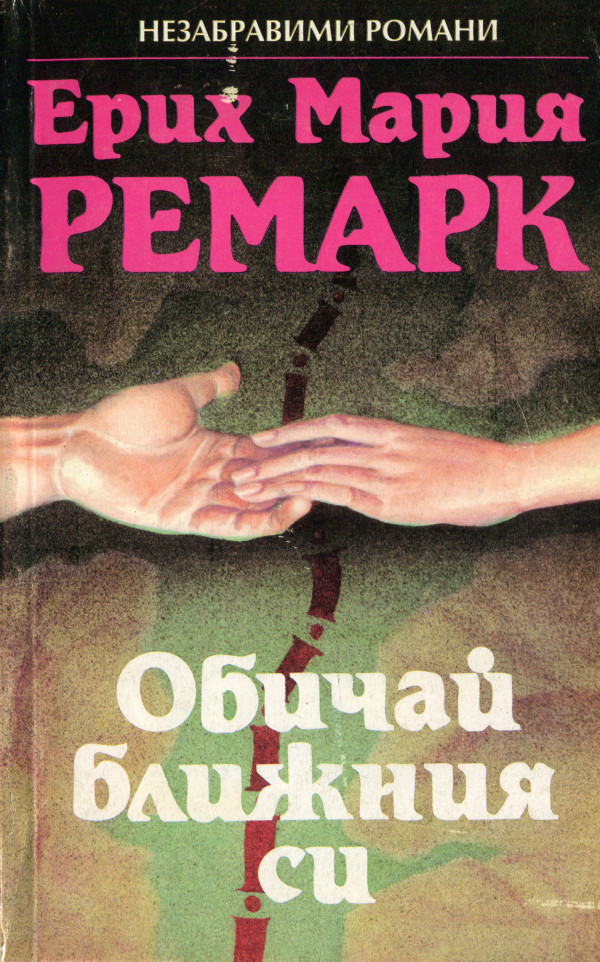 НЕЗАБРАВИМИ РОМАНИ
Ерих Мария
РЕМАРК
Обичай
ближния
си